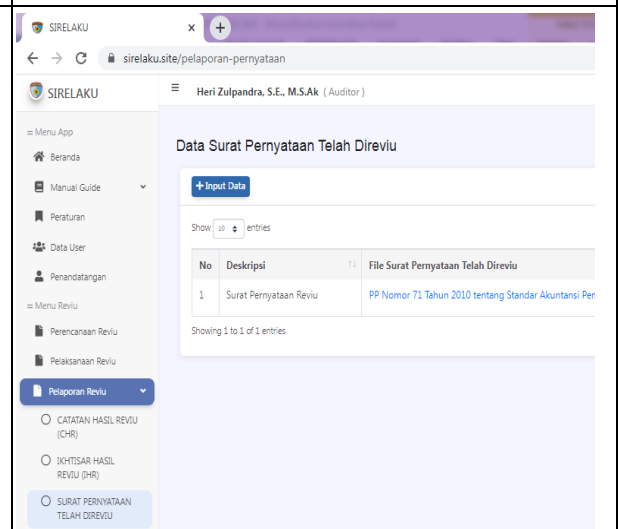 SIRELAKU
sirelaku.site/pelaporan-pernyataan
SIRELAKU
Heri Zulpandra, S.E., M.S.Ak ( Auditor )
Menu App
Beranda
Manual Guide
Peraturan
Data User
Penandatangan
Menu Reviu
Perencanaan Reviu
Pelaksanaan Reviu
Pelaporan Reviu
CATATAN HASIL REVIU
(CHR)
IKHTISAR HASIL
REVIU (IHR)
SURAT PERNYATAAN
TELAH DIREVIU
Data Surat Pernyataan Telah Direviu
+ Input Data
Show 10 entries
No Deskripsi File Surat Pernyataan Telah Direviu
1 Surat Pernyataan Reviu PP Nomor 71 Tahun 2010 tentang Standar Akuntansi Per
Showing 1 to 1 of 1 entries